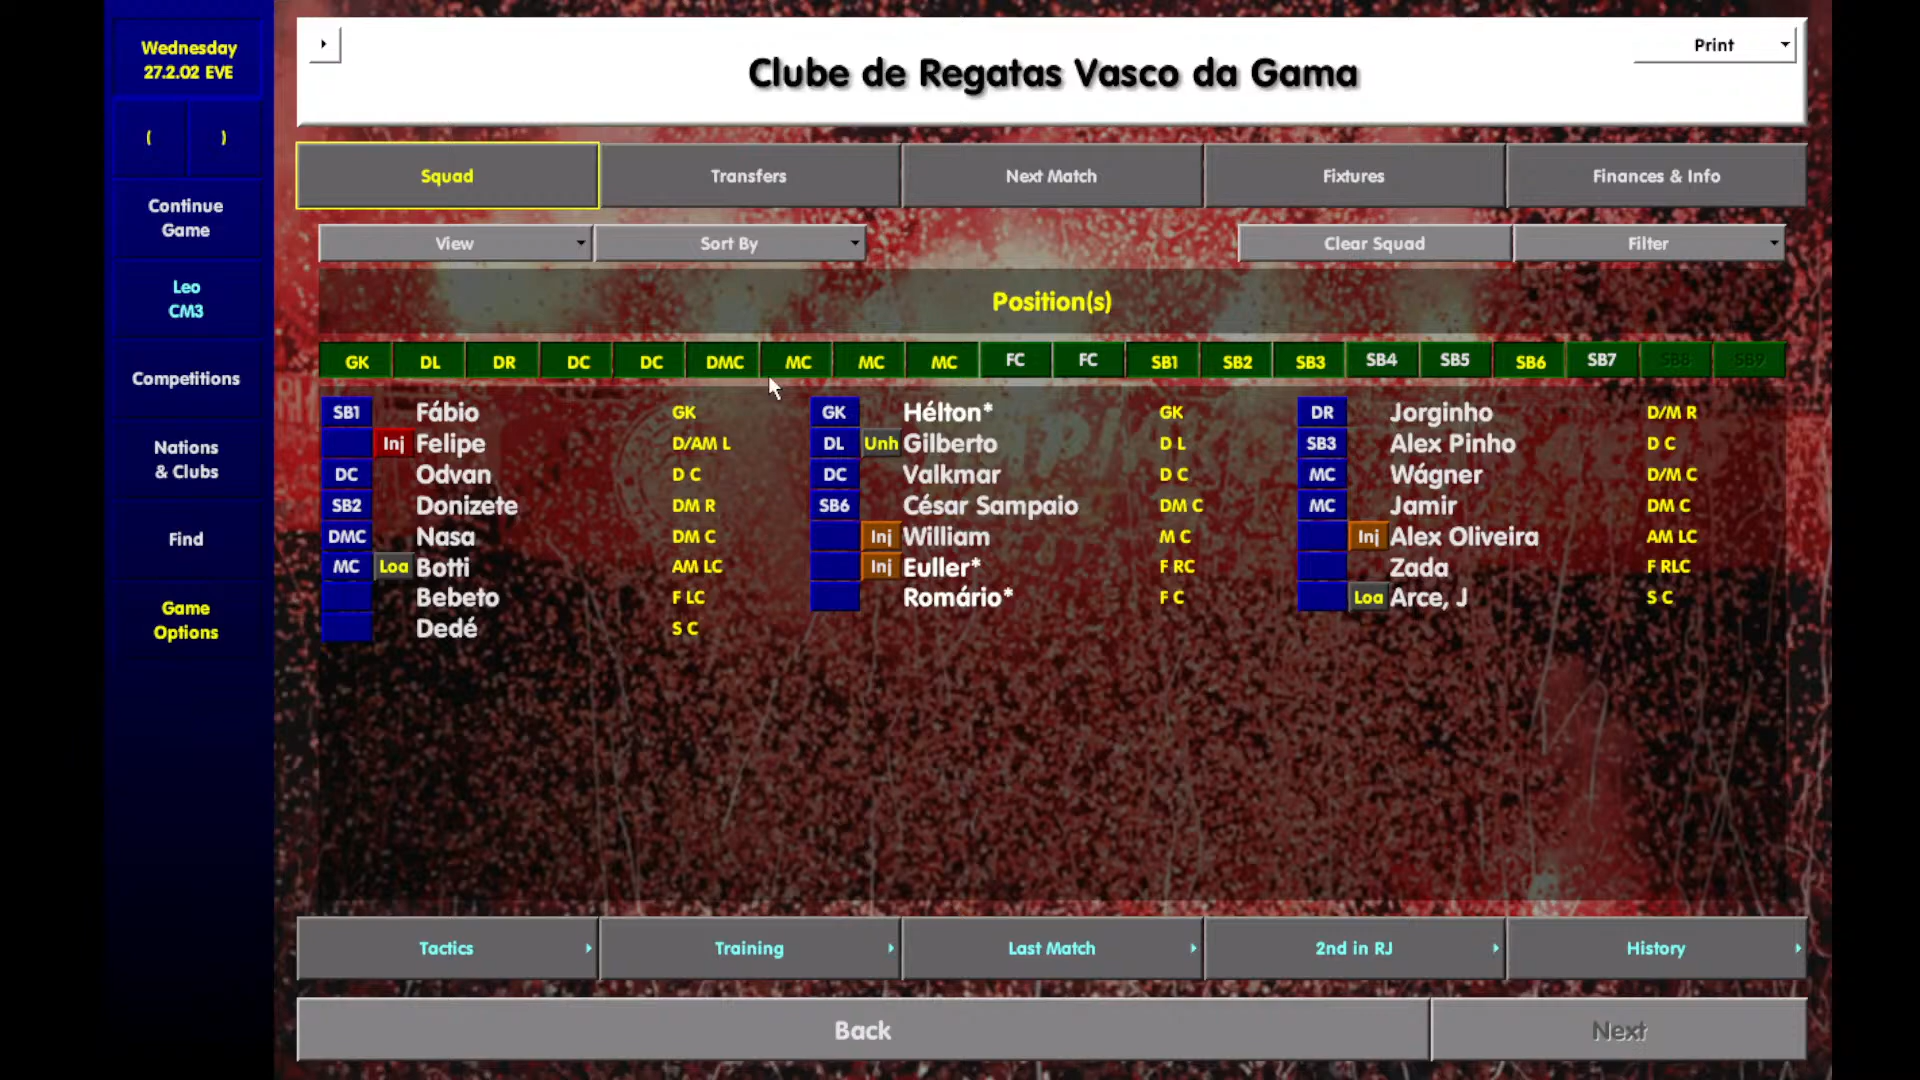 Wednesday
27.2.02 EVE
( )
Continue
Game
Leo
CM3
Competitions
Nations
& Clubs
Find
Game
Options
Clube de Regatas Vasco da Gama
Print
Squad Transfers Next Match Fixtures Finances & Info
View Sort By Clear Squad Filter
Position(s)
GK DL DR DC DC DMC MC MC MC FC FC SB1 SB2 SB3 SB4 SB5 SB6 SB7 SB8 SB9
SB1 Fábio GK GK Hélton* GK DR Jorginho D/M R
Inj Felipe D/AM L DL Unh Gilberto D L SB3 Alex Pinho D C
DC Odvan D C DC Valkmar D C MC Wágner D/M C
SB2 Donizete DM R SB6 César Sampaio DM C MC Jamir DM C
DMC Nasa DM C Inj William M C Inj Alex Oliveira AM LC
MC Loa Botti AM LC Inj Euller* F RC Zada F RLC
Bebeto F LC Romário* F C Loa Arce, J S C
Dedé S C
Tactics Training Last Match 2nd in RJ History
Back Next